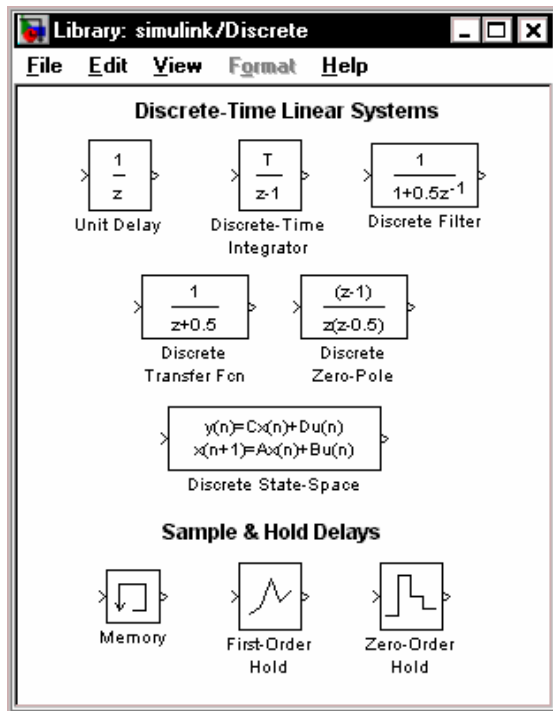 Library: simulink/Discrete
File Edit View Format Help
Discrete-Time Linear Systems
1
z
Unit Delay
T
z-1
Discrete-Time
Integrator
1
1+0.5z⁻¹
Discrete Filter
1
z+0.5
Discrete
Transfer Fcn
(z-1)
z(z-0.5)
Discrete
Zero-Pole
y(n)=Cx(n)+Du(n)
x(n+1)=Ax(n)+Bu(n)
Discrete State-Space
Sample & Hold Delays
Memory
First-Order
Hold
Zero-Order
Hold